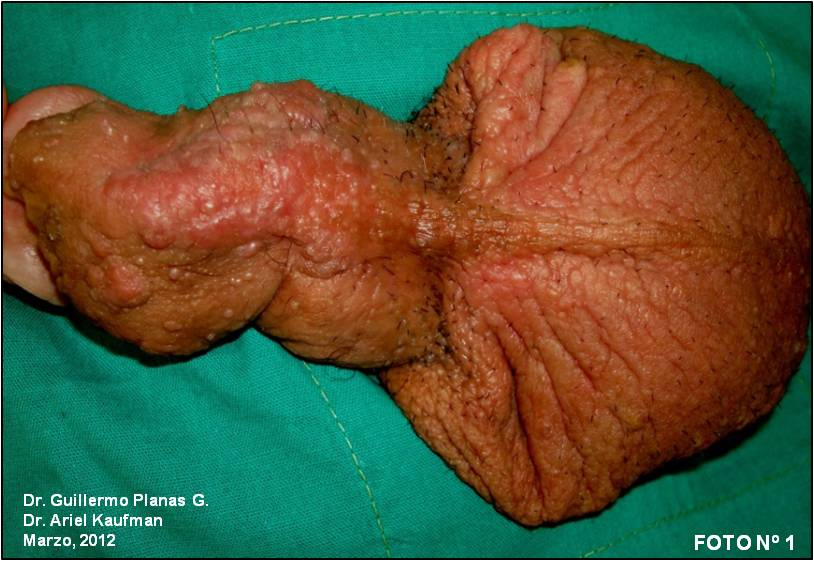 Dr. Guillermo Planas G.
Dr. Ariel Kaufman
Marzo, 2012
FOTO Nº 1